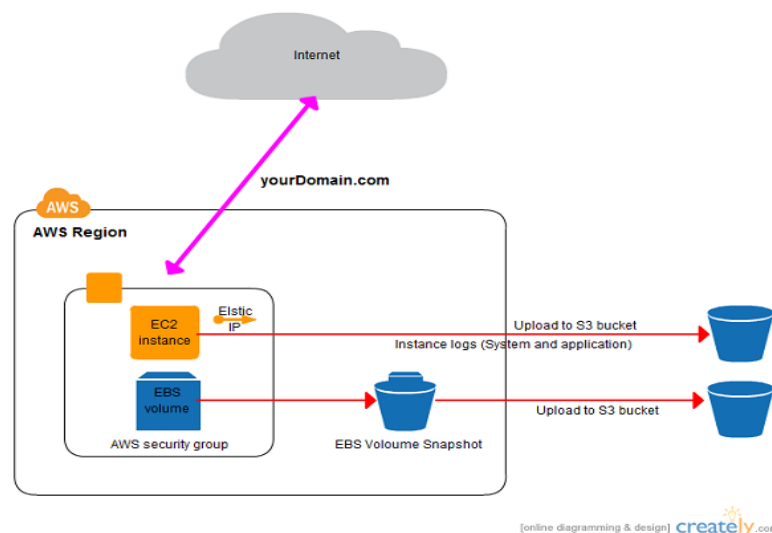 Internet
yourDomain.com
AWS
AWS Region
Elstic
IP
EC2
instance
Upload to S3 bucket
Instance logs (System and application)
EBS
volume
Upload to S3 bucket
AWS security group
EBS Voloume Snapshot
[online diagramming & design] creately.com